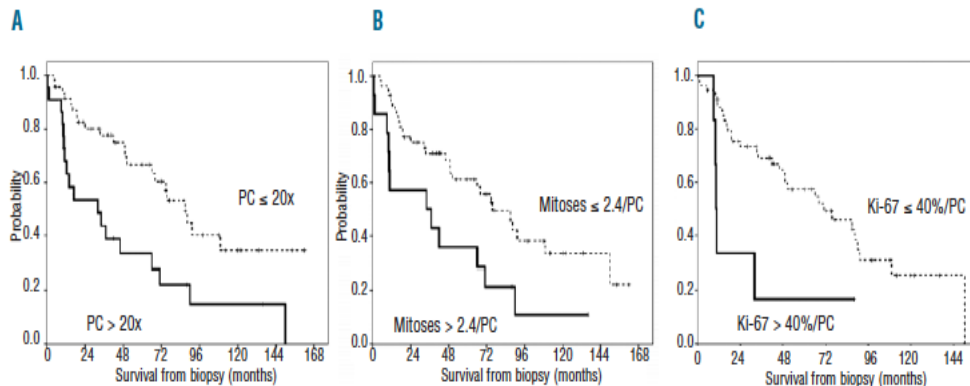 A
B
C
Probability
1.0.
0.8
0.6
0.4
0.2
0.0
PC ≤ 20x
PC > 20x
0 24 48 72 96 120 144 168
Survival from biopsy (months)
Probability
1.0.
0.8
0.6
0.4
0.2
0.0
Mitoses ≤ 2.4/PC
Mitoses > 2.4/PC
0 24 48 72 96 120 144 168
Survival from biopsy (months)
1.0.
0.8
0.6
0.4
0.2
0.0
Ki-67 ≤ 40%/PC
Ki-67 > 40%/PC
0 24 48 72 96 120 144
Survival from biopsy (months)